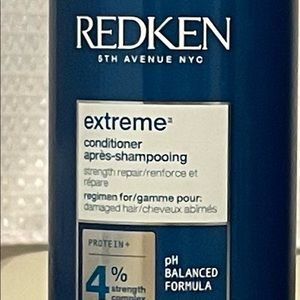 REDKEN
5TH AVENUE NYC
extreme
conditioner
après-shampooing
strength repair/renforce et
répare
regimen for/gamme pour:
damaged hair/cheveux abîmés
PROTEIN+
4%
strength
complex
pH
BALANCED
FORMULA